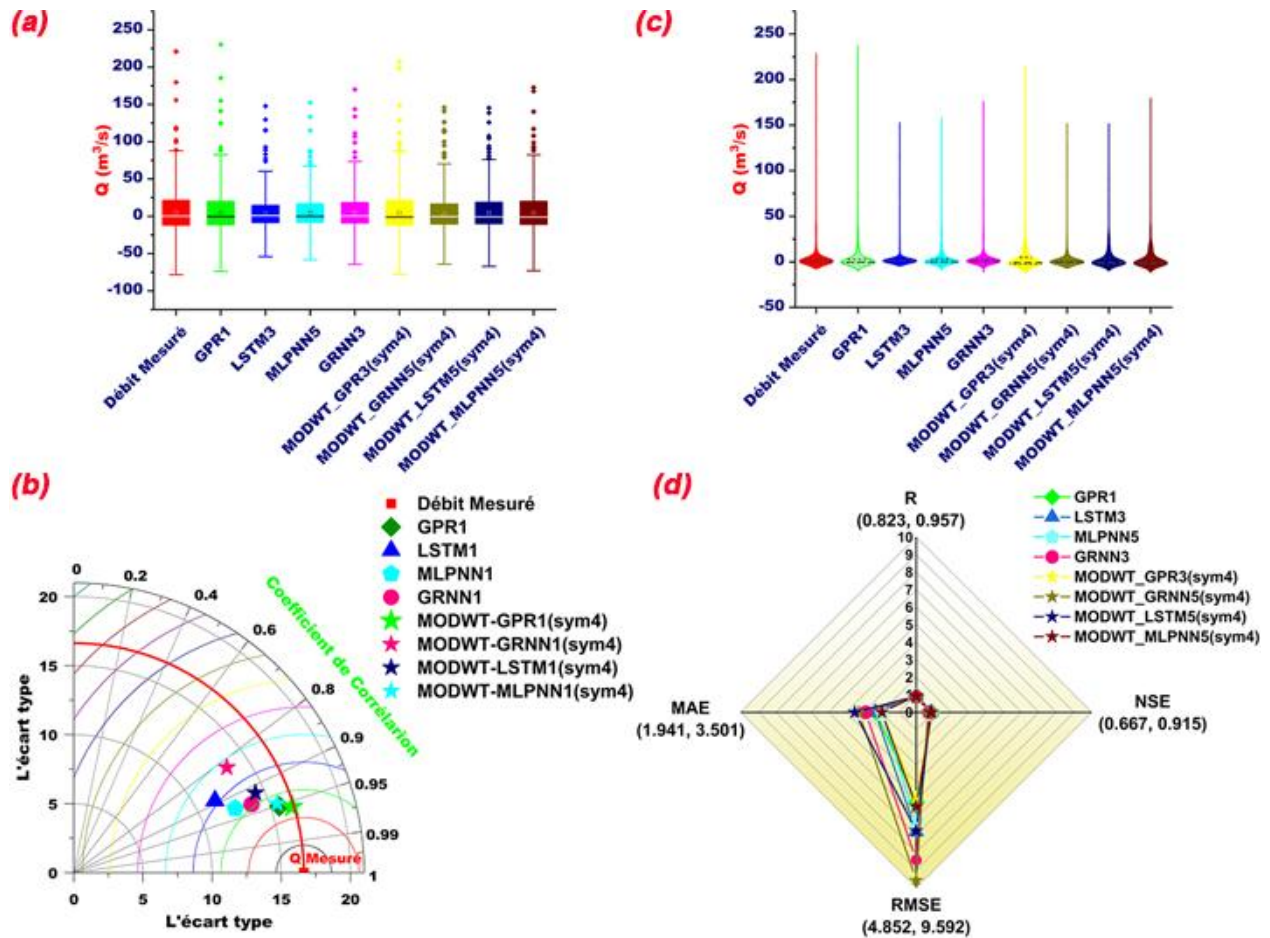 (a)
Q (m³/s)
250
200
150
100
50
0
-50
-100
Débit Mesuré
GPR1
LSTM3
MLPNN5
GRNN3
MODWT_GPR3(sym4)
MODWT_GRNN5(sym4)
MODWT_LSTM5(sym4)
MODWT_MLPNN5(sym4)
(c)
Q (m³/s)
250
200
150
100
50
0
-50
Débit Mesuré
GPR1
LSTM3
MLPNN5
GRNN3
MODWT_GPR3(sym4)
MODWT_GRNN5(sym4)
MODWT_LSTM5(sym4)
MODWT_MLPNN5(sym4)
(b)
Débit Mesuré
GPR1
LSTM1
MLPNN1
GRNN1
MODWT-GPR1(sym4)
MODWT-GRNN1(sym4)
MODWT-LSTM1(sym4)
MODWT-MLPNN1(sym4)
Coefficient de Corrélarion
0
0.2
0.4
0.6
0.8
0.9
0.95
0.99
1
L'écart type
20
15
10
5
0
Q Mesuré
0
5
10
15
20
L'écart type
(d)
R
(0.823, 0.957)
10
9
8
7
6
5
4
3
2
1
0
GPR1
LSTM3
MLPNN5
GRNN3
MODWT_GPR3(sym4)
MODWT_GRNN5(sym4)
MODWT_LSTM5(sym4)
MODWT_MLPNN5(sym4)
MAE
(1.941, 3.501)
NSE
(0.667, 0.915)
RMSE
(4.852, 9.592)